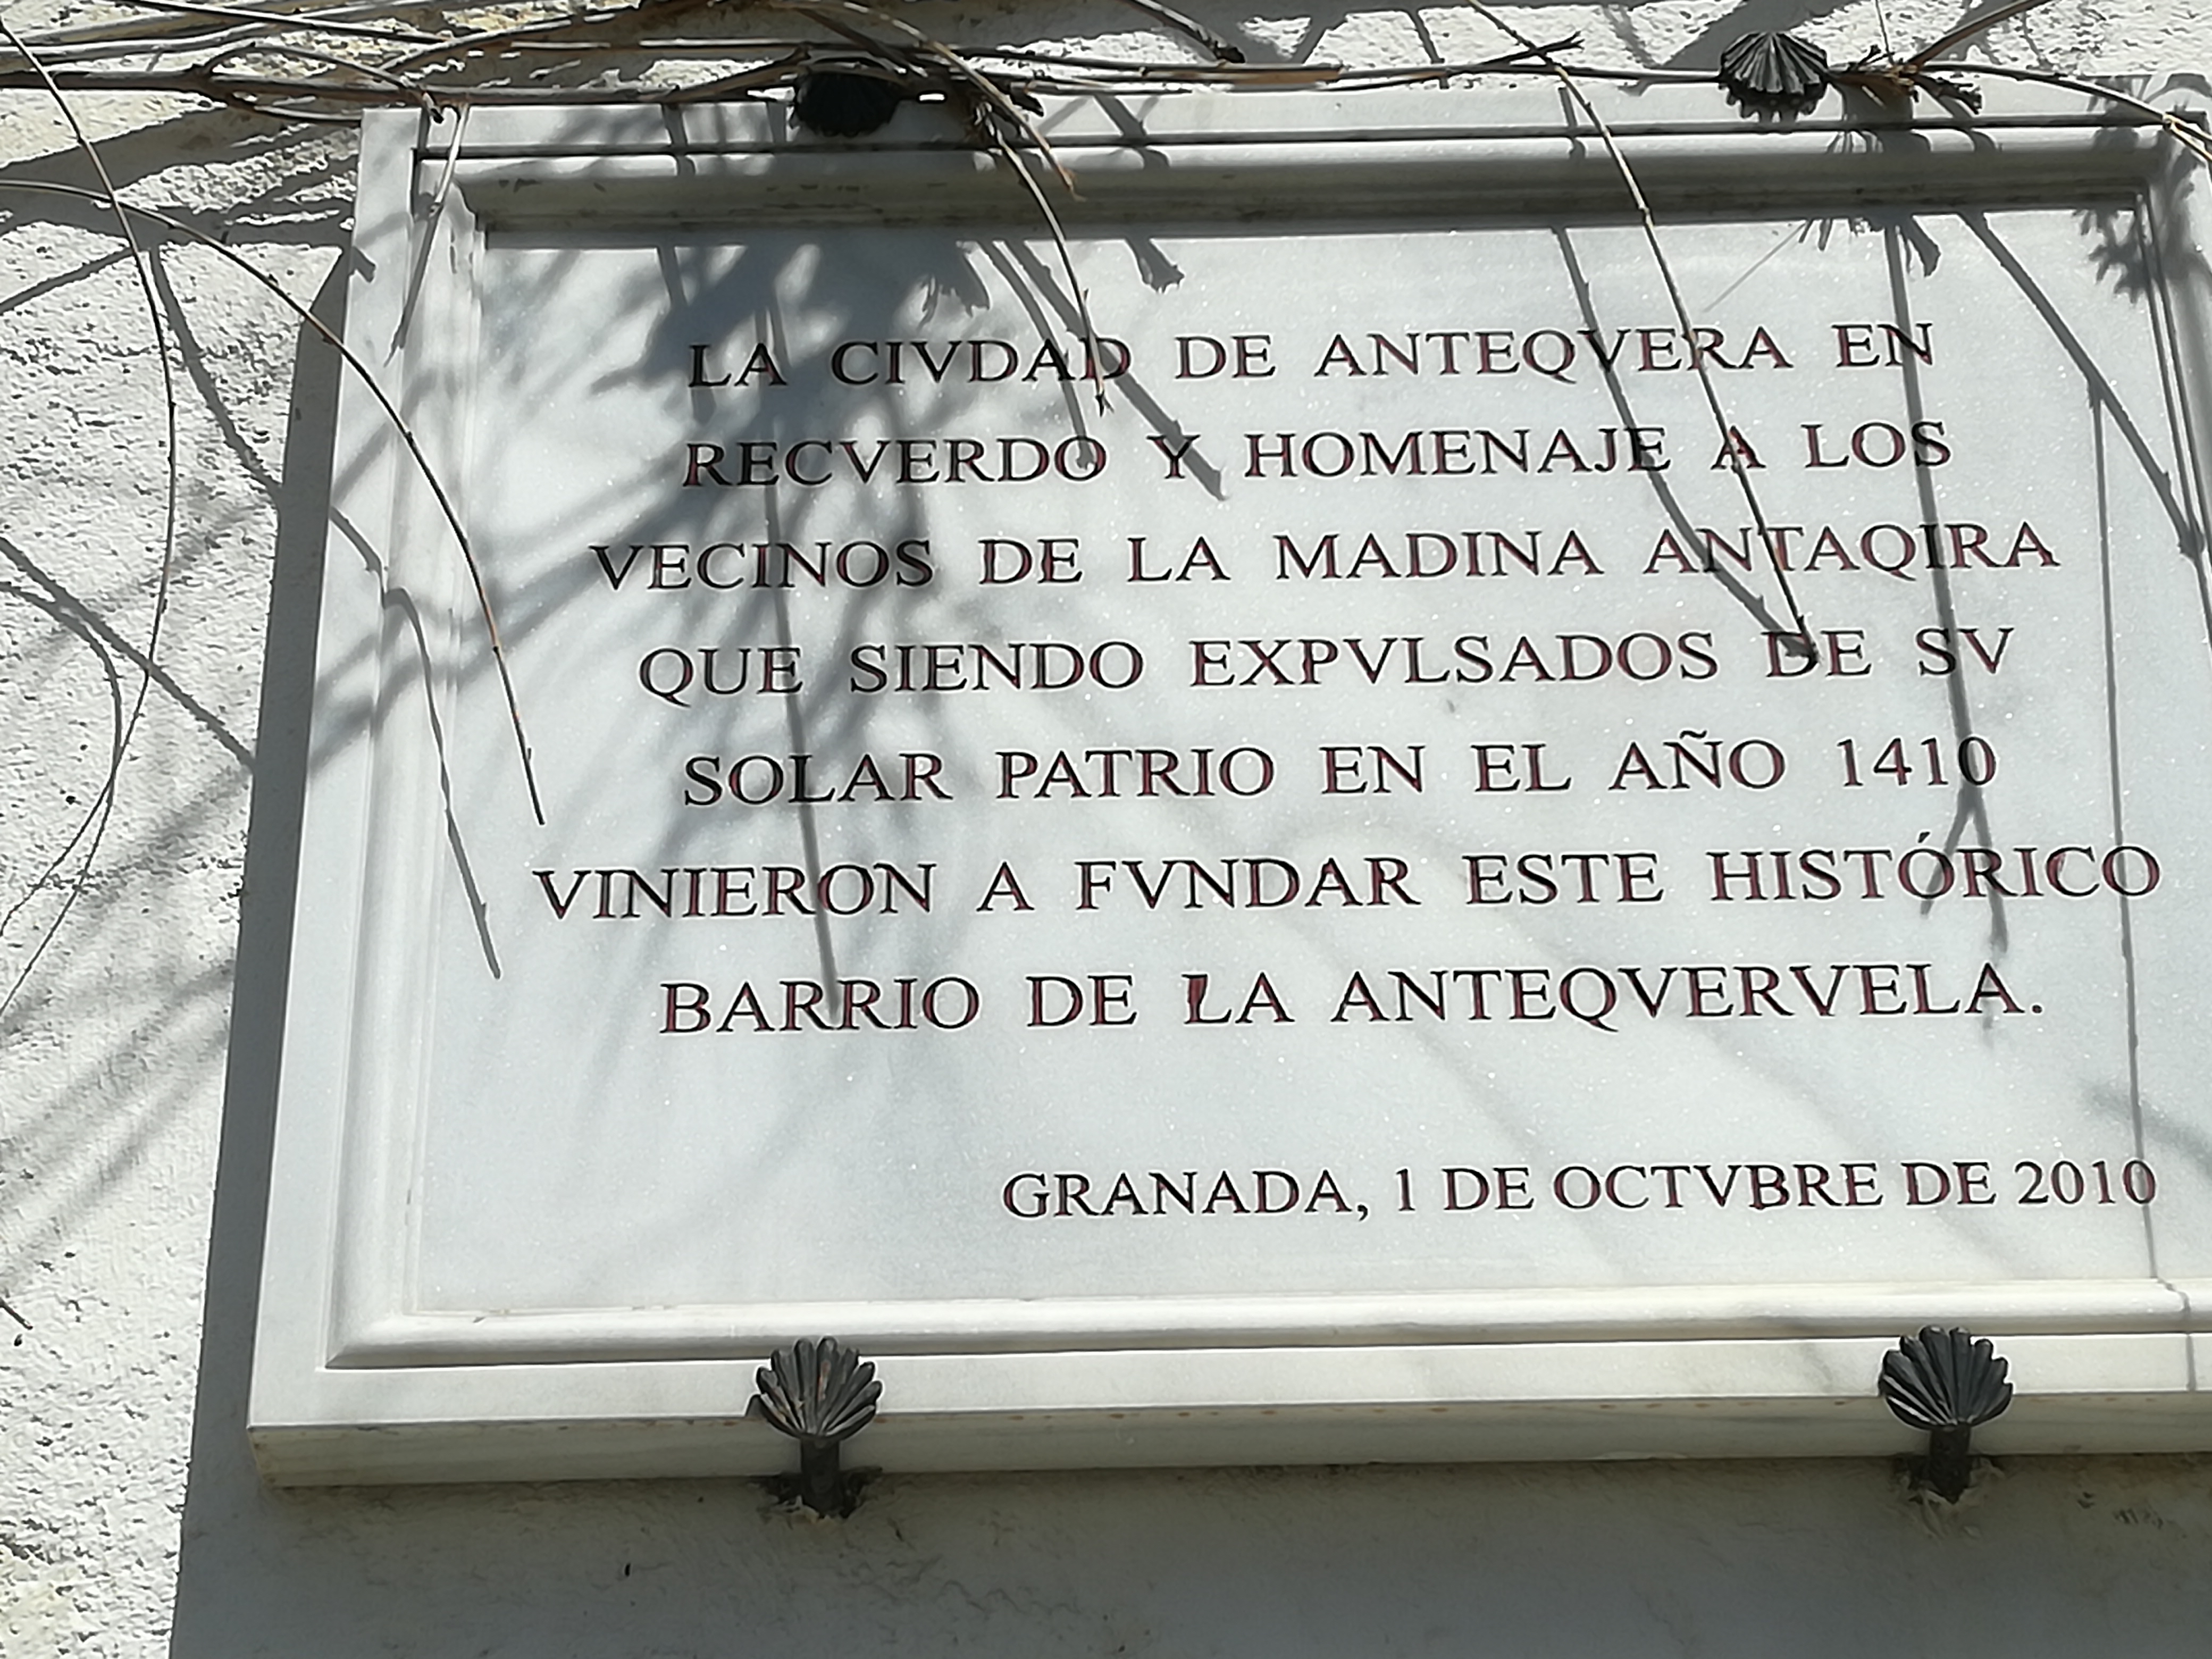 LA CIVDAD DE ANTEQVERA EN
RECVERDO Y HOMENAJE A LOS
VECINOS DE LA MADINA ANTAQIRA
QUE SIENDO EXPVLSADOS DE SV
SOLAR PATRIO EN EL AÑO 1410
VINIERON A FVNDAR ESTE HISTÓRICO
BARRIO DE LA ANTEQVERVELA.
GRANADA, 1 DE OCTVBRE DE 2010